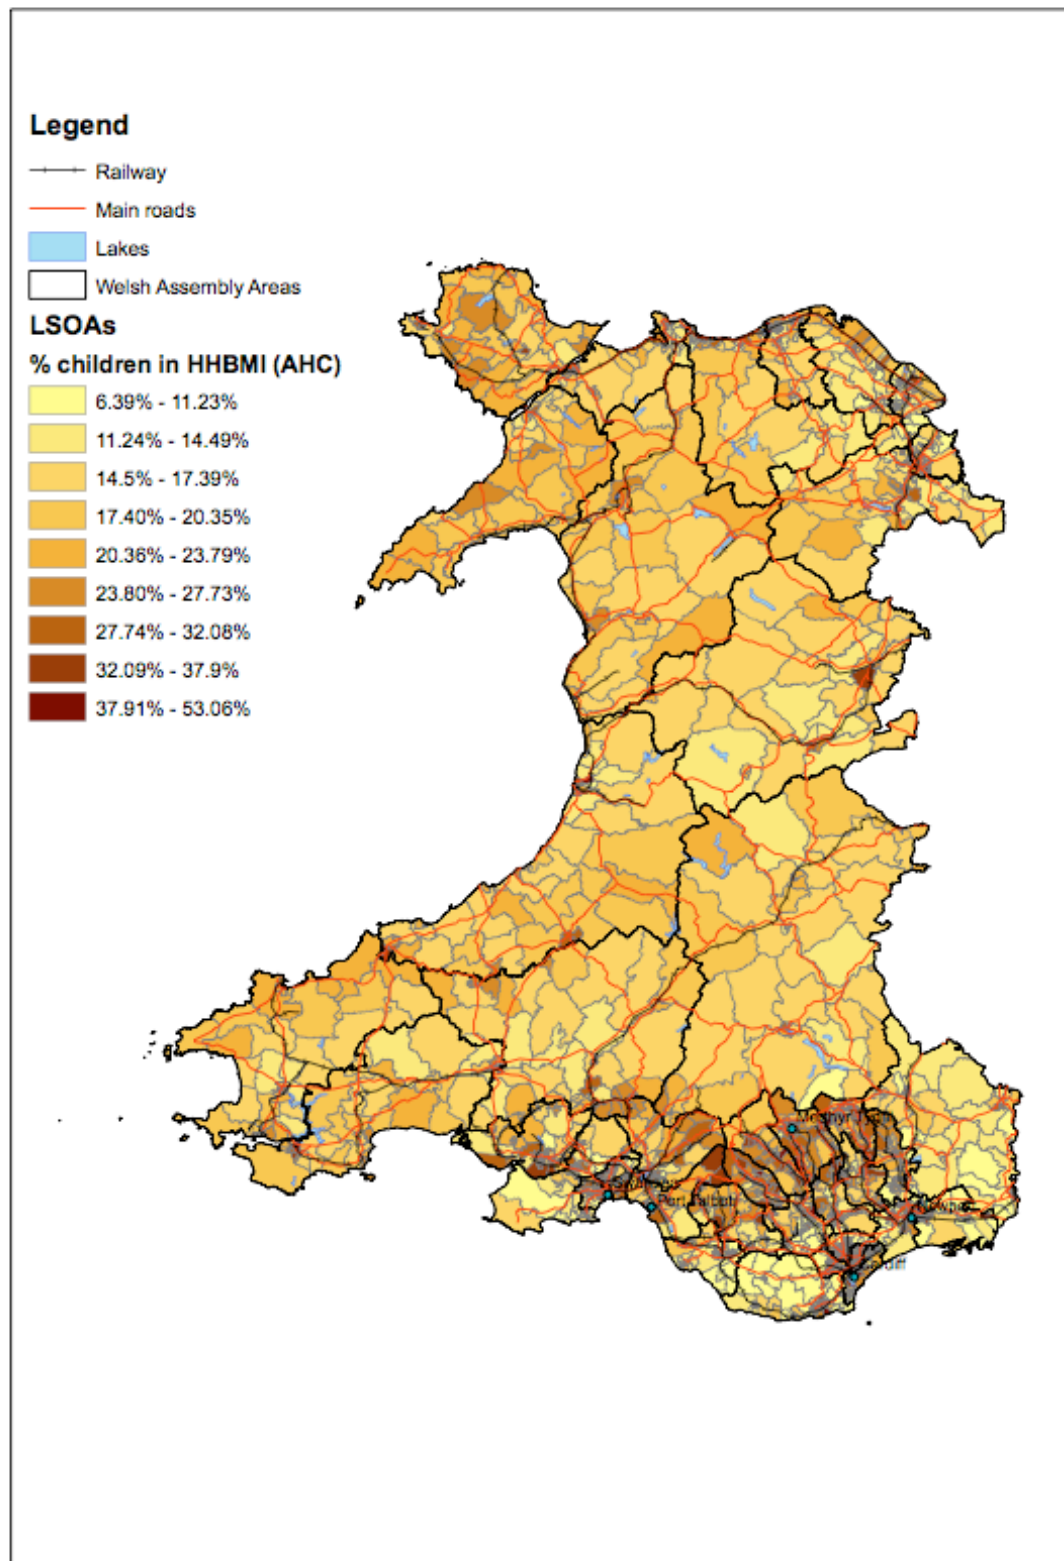 Legend
Railway
Main roads
Lakes
Welsh Assembly Areas
LSOAs
% children in HHBMI (AHC)
6.39% - 11.23%
11.24% - 14.49%
14.5% - 17.39%
17.40% - 20.35%
20.36% - 23.79%
23.80% - 27.73%
27.74% - 32.08%
32.09% - 37.9%
37.91% - 53.06%
Port Talbot
Cardiff